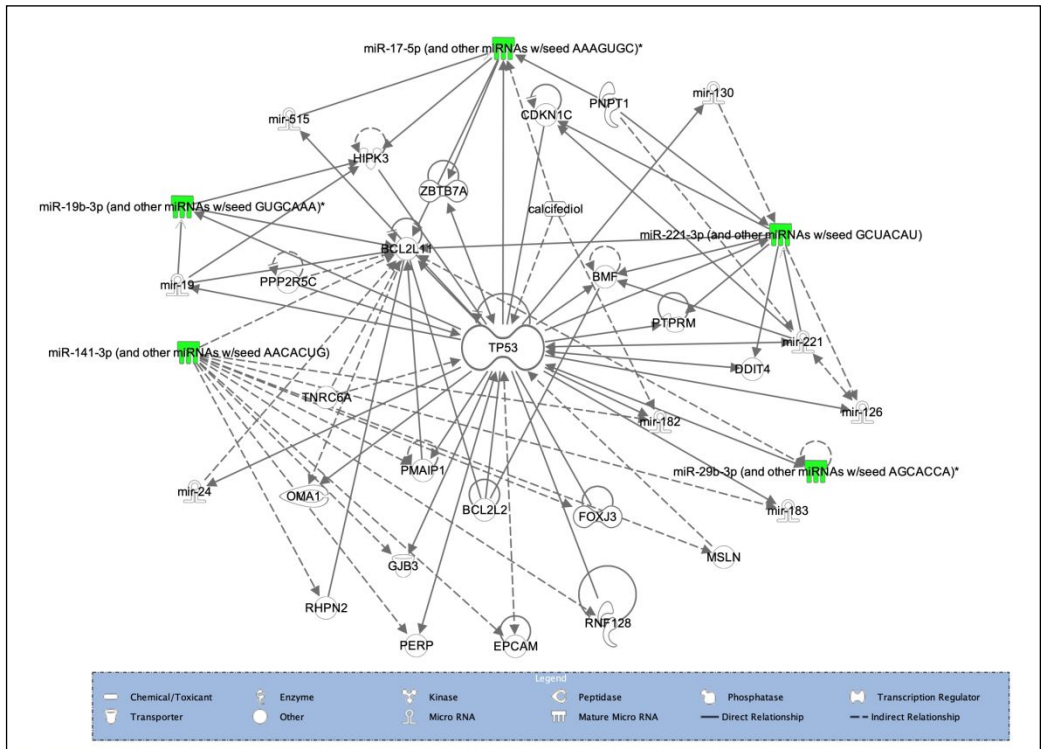 miR-17-5p (and other miRNAs w/seed AAAGUGC)*
mir-130
PNPT1
CDKN1C
mir-515
HIPK3
ZBTB7A
miR-19b-3p (and other miRNAs w/seed GUGCAAA)*
calcifediol
miR-221-3p (and other miRNAs w/seed GCUACAU)
BCL2L11
mir-19
PPP2R5C
BMF
PTPRM
TP53
mir-221
miR-141-3p (and other miRNAs w/seed AACACUG)
DDIT4
TNRC6A
mir-126
mir-182
PMAIP1
miR-29b-3p (and other miRNAs w/seed AGCACCA)*
mir-24
OMA1
BCL2L2
FOXJ3
mir-183
MSLN
GJB3
RHPN2
RNF128
PERP
EPCAM
Legend
Chemical/Toxicant
Enzyme
Kinase
Peptidase
Phosphatase
Transcription Regulator
Transporter
Other
Micro RNA
Mature Micro RNA
Direct Relationship
Indirect Relationship